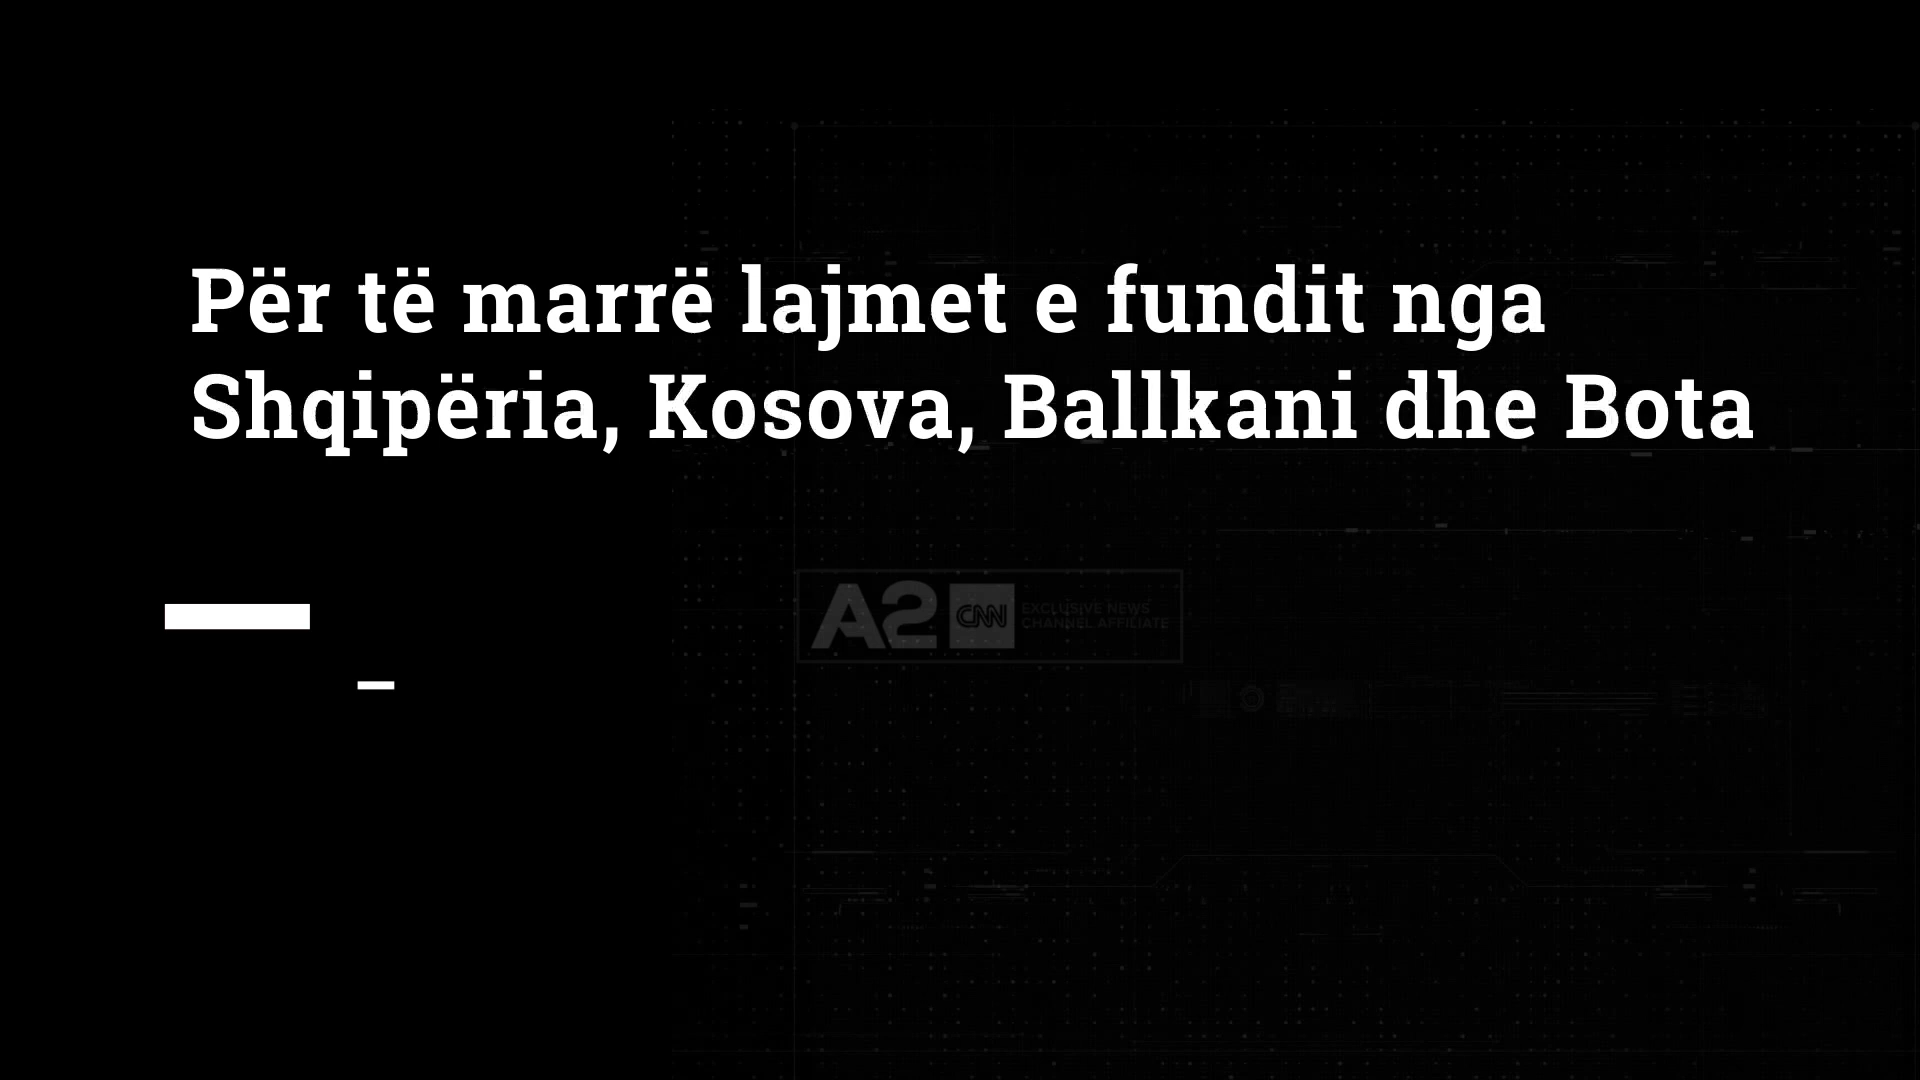 Për të marrë lajmet e fundit nga
Shqipëria, Kosova, Ballkani dhe Bota
A2 CNN EXCLUSIVE NEWS
CHANNEL AFFILIATE